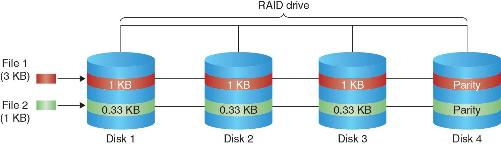 RAID drive
File 1
(3 KB)
1 KB
1 KB
1 KB
Parity
File 2
(1 KB)
0.33 KB
0.33 KB
0.33 KB
Parity
Disk 1
Disk 2
Disk 3
Disk 4